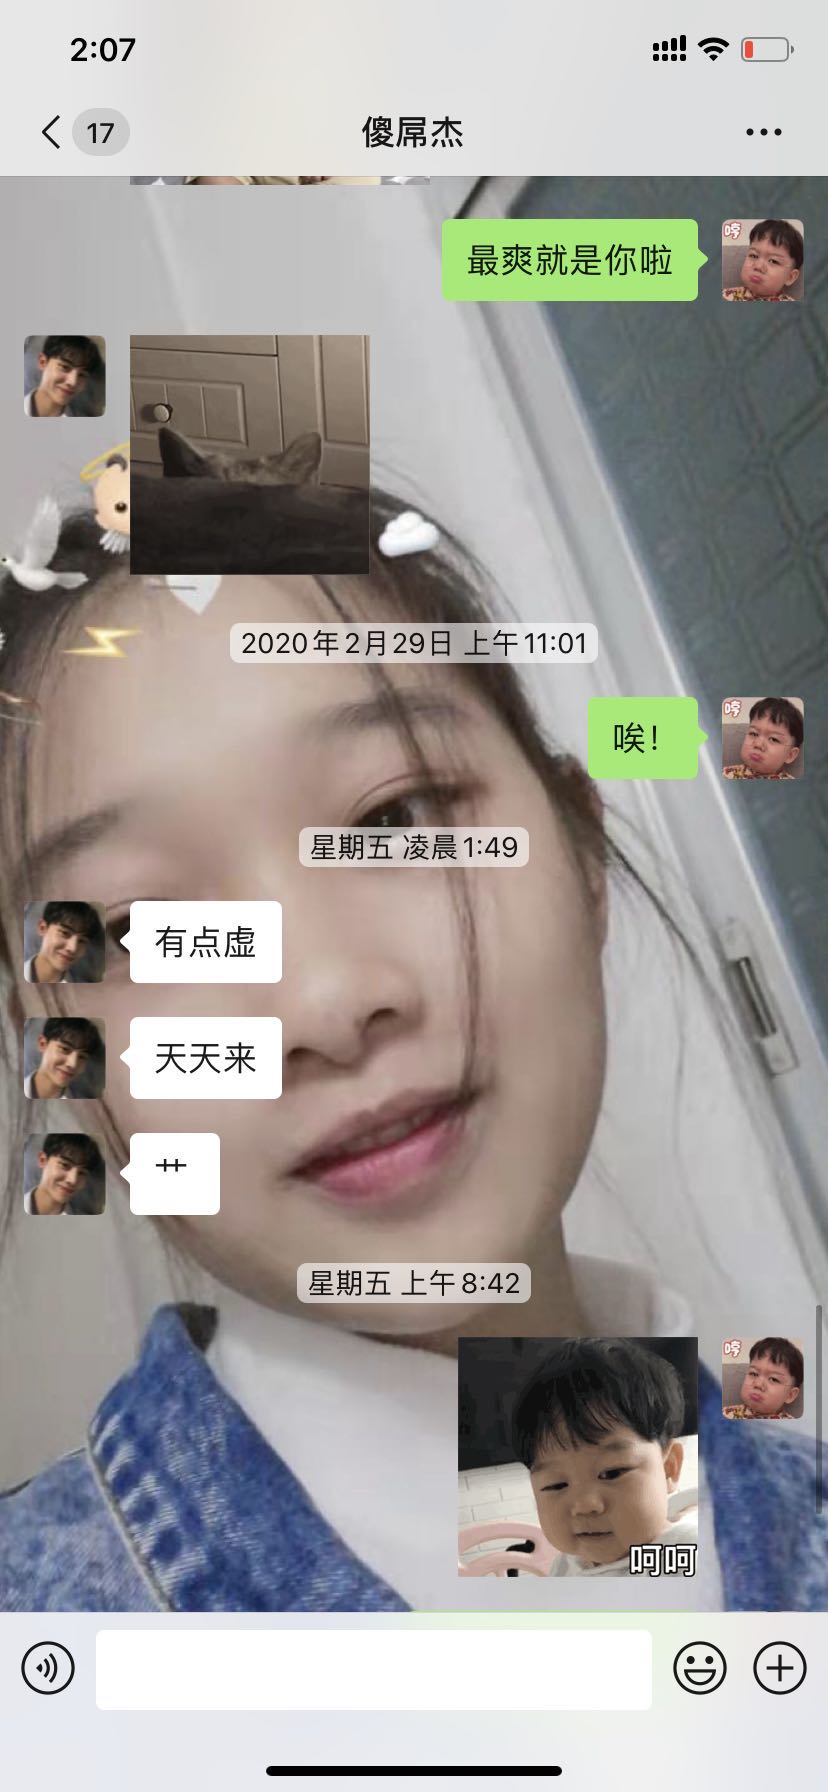 2:07
17
傻屌杰
最爽就是你啦
哼
2020年2月29日 上午11:01
唉！
哼
星期五 凌晨1:49
有点虚
天天来
艹
星期五 上午8:42
哼
呵呵